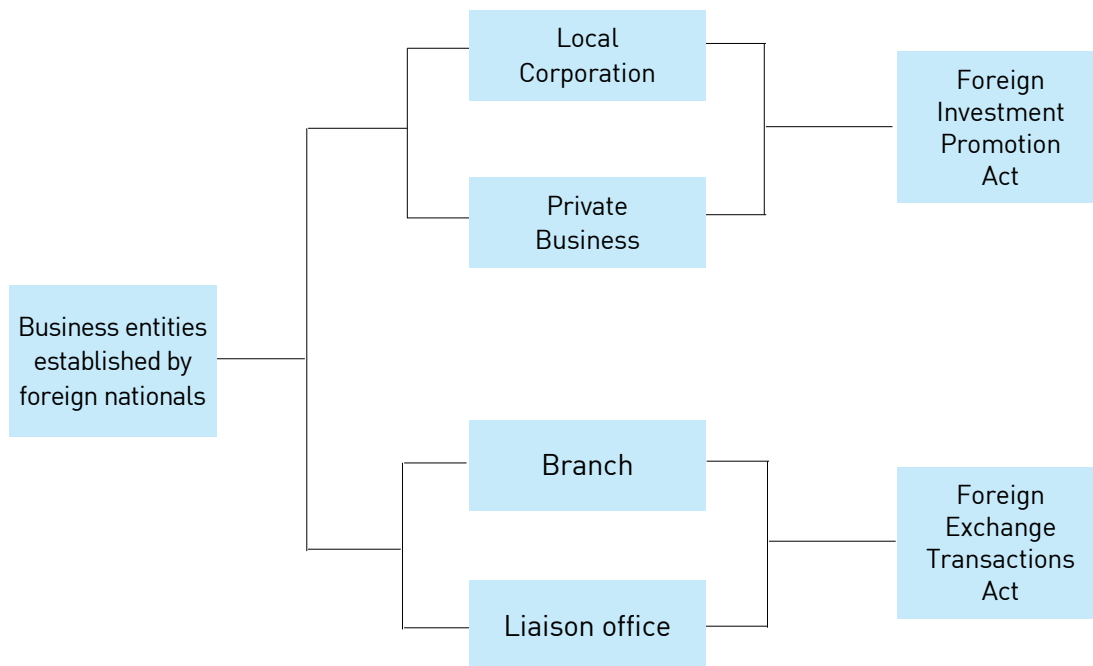 Business entities
established by
foreign nationals
Local
Corporation
Private
Business
Foreign
Investment
Promotion
Act
Branch
Liaison office
Foreign
Exchange
Transactions
Act